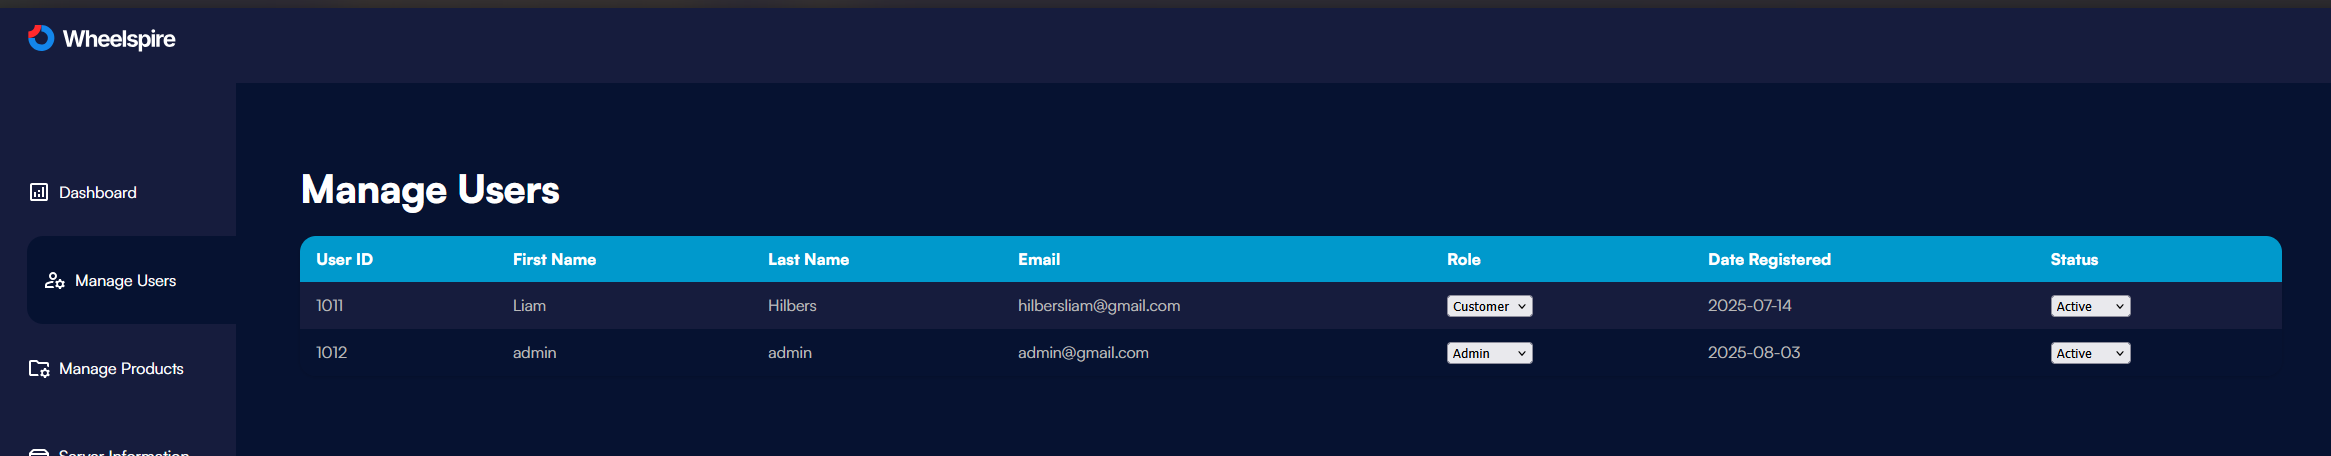 Wheelspire
Dashboard
Manage Users
Manage Products
Server Information
Manage Users
User ID First Name Last Name Email Role Date Registered Status
1011 Liam Hilbers hilbersliam@gmail.com Customer 2025-07-14 Active
1012 admin admin admin@gmail.com Admin 2025-08-03 Active